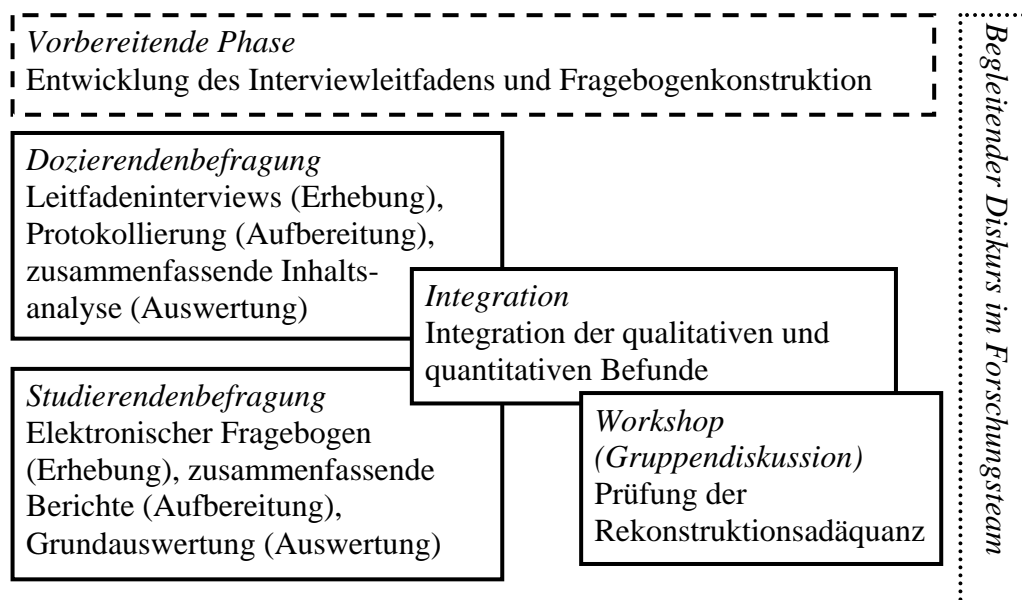 Vorbereitende Phase
Entwicklung des Interviewleitfadens und Fragebogenkonstruktion
Dozierendenbefragung
Leitfadeninterviews (Erhebung),
Protokollierung (Aufbereitung),
zusammenfassende Inhalts-
analyse (Auswertung)
Integration
Integration der qualitativen und
quantitativen Befunde
Studierendenbefragung
Elektronischer Fragebogen
(Erhebung), zusammenfassende
Berichte (Aufbereitung),
Grundauswertung (Auswertung)
Workshop
(Gruppendiskussion)
Prüfung der
Rekonstruktionsadäquanz
Begleitender Diskurs im Forschungsteam